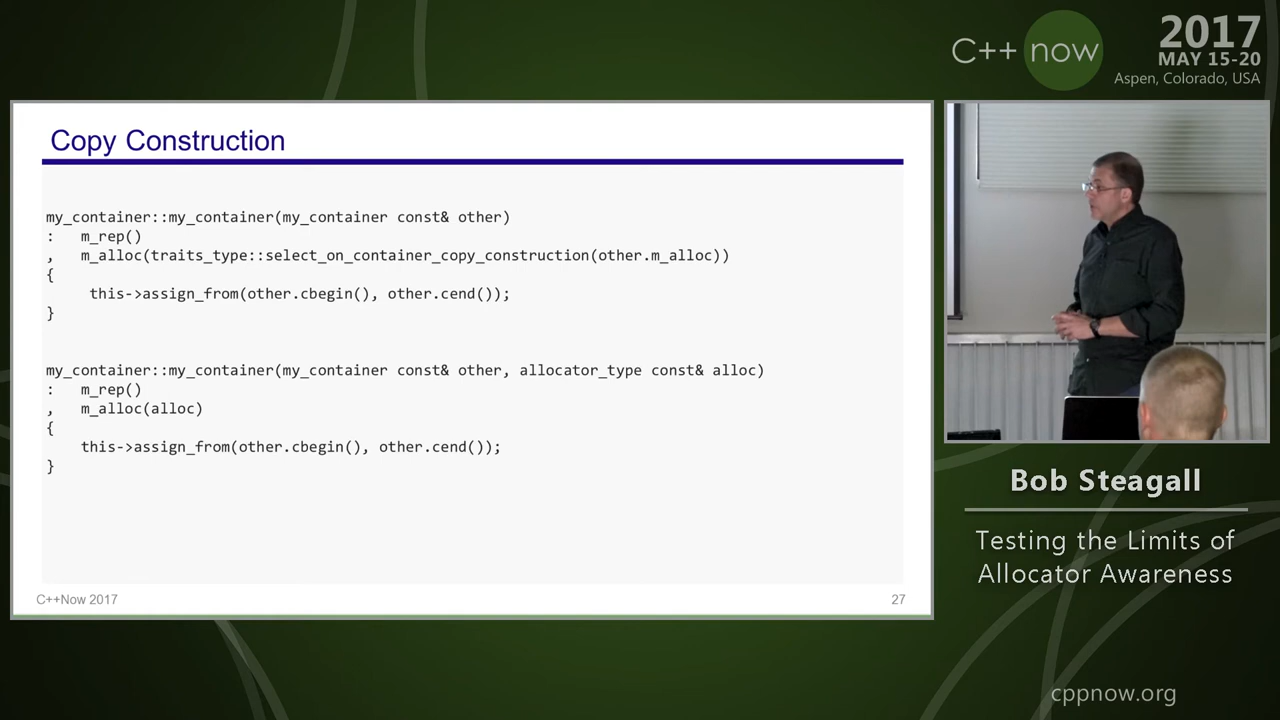 C++ now
2017
MAY 15-20
Aspen, Colorado, USA
Copy Construction
my_container::my_container(my_container const& other)
:   m_rep()
,   m_alloc(traits_type::select_on_container_copy_construction(other.m_alloc))
{
     this->assign_from(other.cbegin(), other.cend());
}
my_container::my_container(my_container const& other, allocator_type const& alloc)
:   m_rep()
,   m_alloc(alloc)
{
    this->assign_from(other.cbegin(), other.cend());
}
C++Now 2017
27
Bob Steagall
Testing the Limits of
Allocator Awareness
cppnow.org